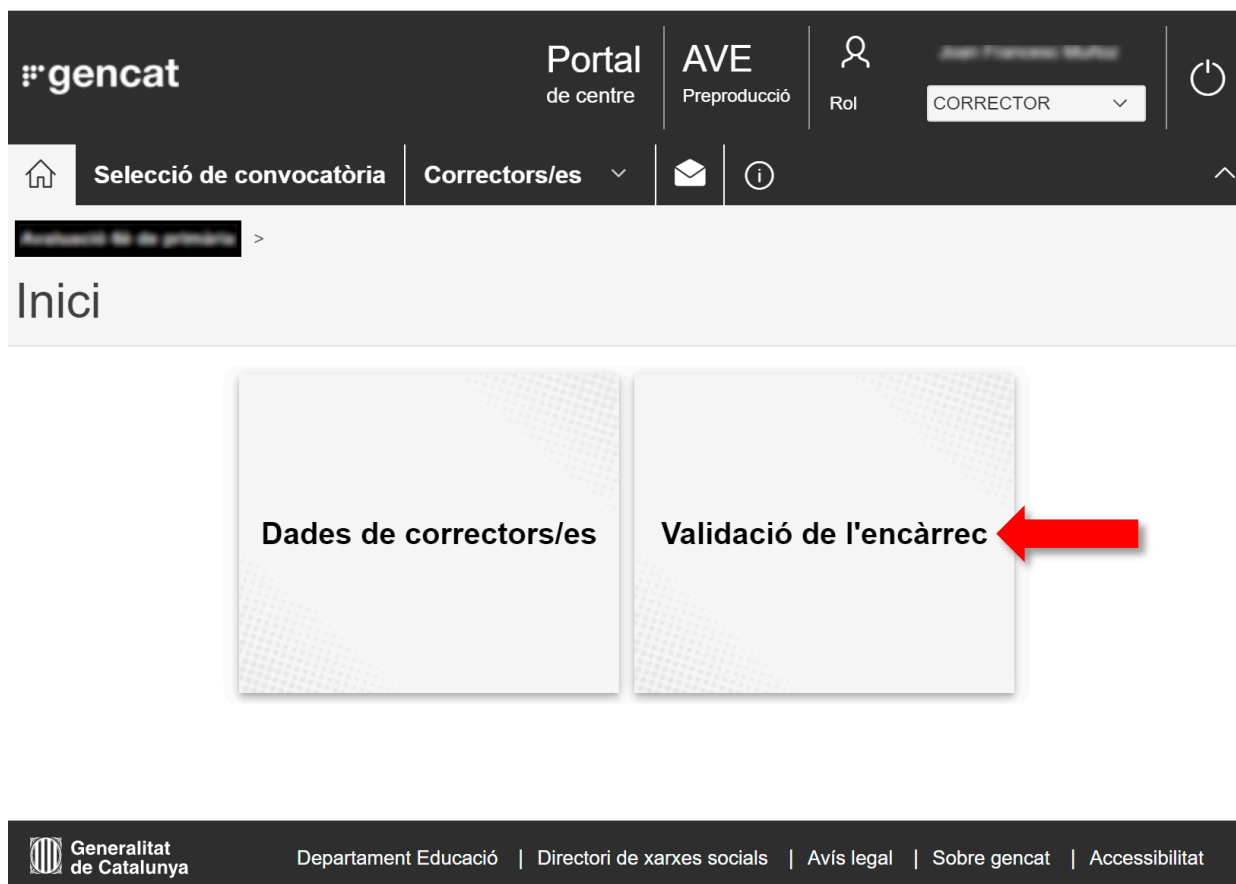 gencat
Portal
de centre
AVE
Preproducció
Rol
CORRECTOR
Selecció de convocatòria
Correctors/es
>
Inici
Dades de correctors/es
Validació de l'encàrrec
Generalitat
de Catalunya
Departament Educació | Directori de xarxes socials | Avís legal | Sobre gencat | Accessibilitat